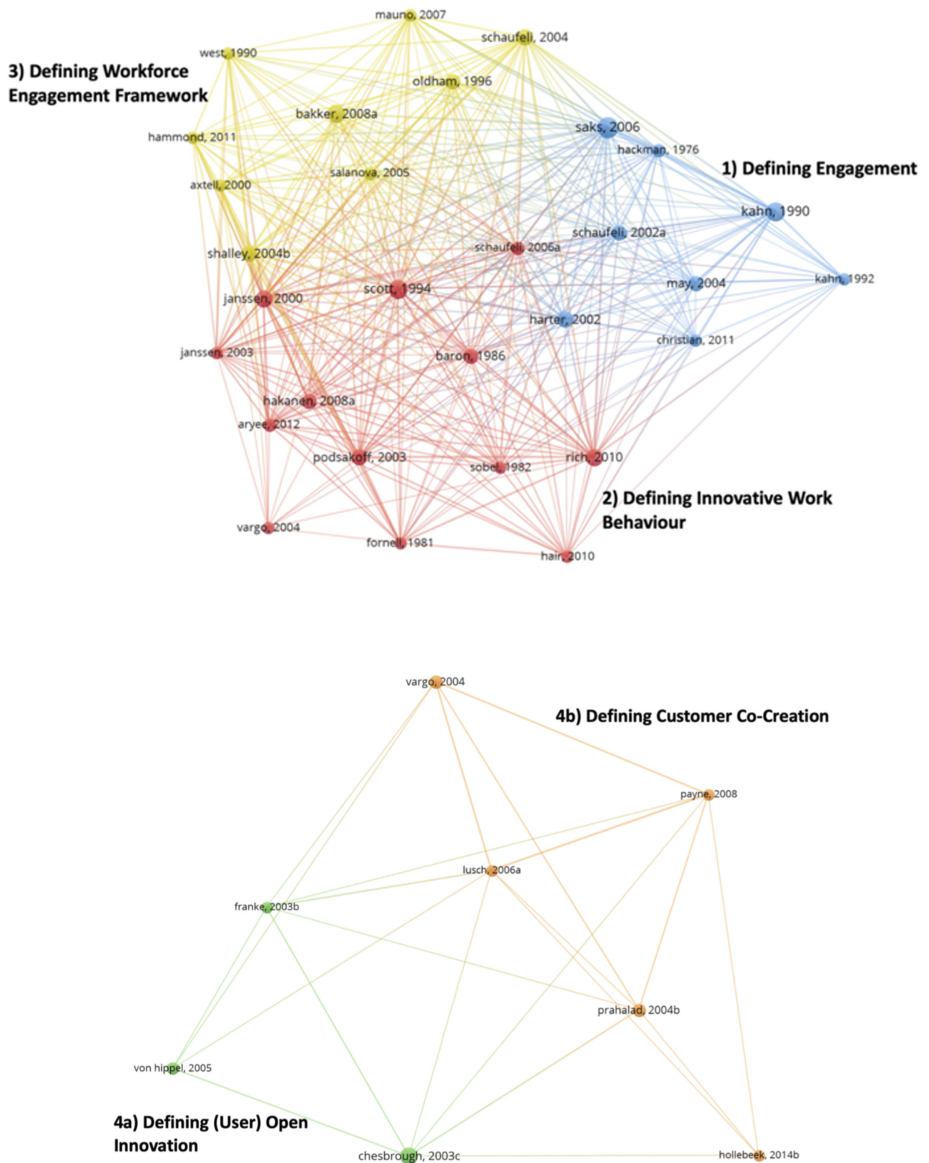 mauno, 2007
schaufeli, 2004
west, 1990
3) Defining Workforce
Engagement Framework
oldham, 1996
bakker, 2008a
saks, 2006
hammond, 2011
hackman, 1976
1) Defining Engagement
salanova, 2005
axtell, 2000
kahn, 1990
schaufeli, 2002a
schaufeli, 2006a
shalley, 2004b
kahn, 1992
may, 2004
scott, 1994
janssen, 2000
harter, 2002
christian, 2011
janssen, 2003
baron, 1986
hakanen, 2008a
aryee, 2012
podsakoff, 2003
sobel, 1982
rich, 2010
2) Defining Innovative Work
Behaviour
vargo, 2004
fornell, 1981
hair, 2010
vargo, 2004
4b) Defining Customer Co-Creation
payne, 2008
lusch, 2006a
franke, 2003b
prahalad, 2004b
von hippel, 2005
4a) Defining (User) Open
Innovation
chesbrough, 2003c
hollebeek, 2014b